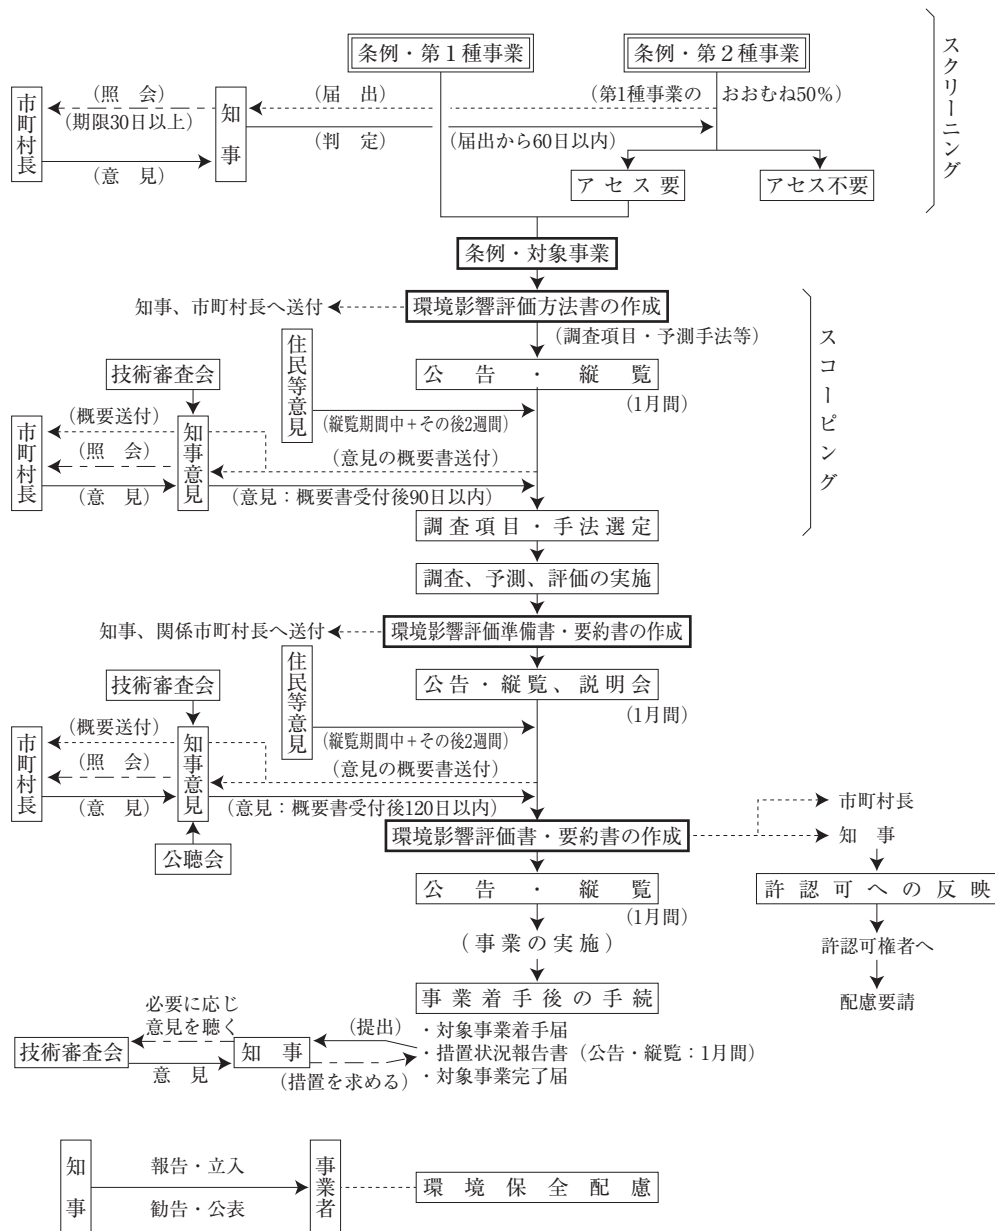 条例・第１種事業
条例・第２種事業
スクリーニング
市町村長
（照 会）
（期限30日以上）
（意 見）
知事
（届 出）
（第1種事業の おおむね50%）
（判 定）
（届出から60日以内）
アセス要
アセス不要
条例・対象事業
知事、市町村長へ送付
環境影響評価方法書の作成
（調査項目・予測手法等）
スコーピング
住民等意見
公告・縦覧
（1月間）
技術審査会
（縦覧期間中+その後2週間）
市町村長
（概要送付）
（照 会）
（意 見）
知事意見
（意見の概要書送付）
（意見：概要書受付後90日以内）
調査項目・手法選定
調査、予測、評価の実施
知事、関係市町村長へ送付
環境影響評価準備書・要約書の作成
住民等意見
公告・縦覧、説明会
（1月間）
技術審査会
（縦覧期間中+その後2週間）
市町村長
（概要送付）
（照 会）
（意 見）
知事意見
（意見の概要書送付）
（意見：概要書受付後120日以内）
公聴会
環境影響評価書・要約書の作成
市町村長
知 事
公告・縦覧
（1月間）
許認可への反映
（事業の実施）
許認可権者へ
事業着手後の手続
配慮要請
必要に応じ
意見を聴く
技術審査会
意 見
知 事
（提出）
（措置を求める）
・対象事業着手届
・措置状況報告書（公告・縦覧：1月間）
・対象事業完了届
知事
報告・立入
勧告・公表
事業者
環境保全配慮